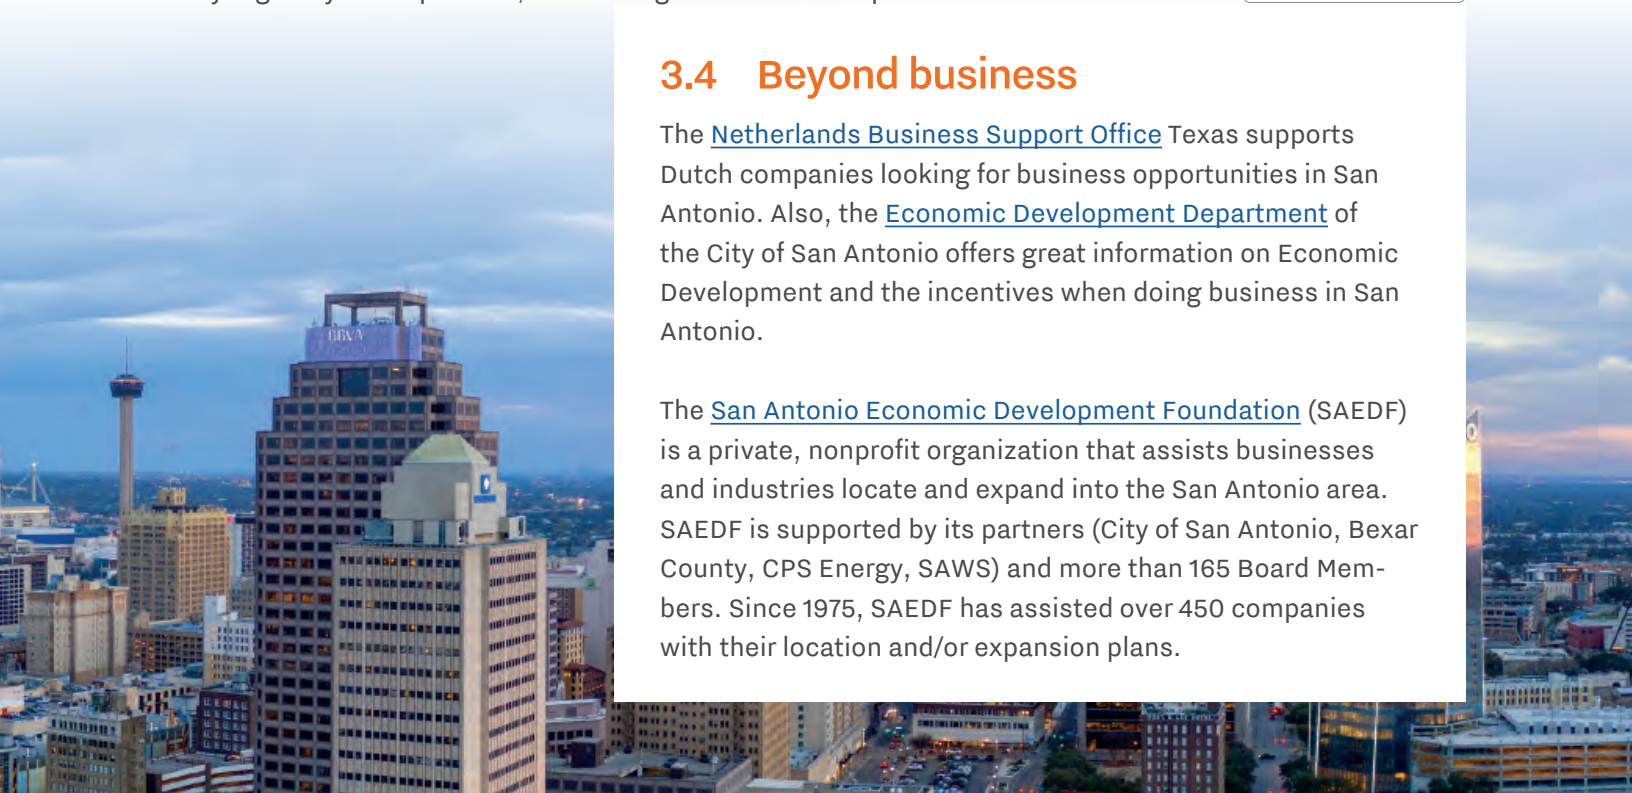 3.4 Beyond business
The Netherlands Business Support Office Texas supports
Dutch companies looking for business opportunities in San
Antonio. Also, the Economic Development Department of
the City of San Antonio offers great information on Economic
Development and the incentives when doing business in San
Antonio.
The San Antonio Economic Development Foundation (SAEDF)
is a private, nonprofit organization that assists businesses
and industries locate and expand into the San Antonio area.
SAEDF is supported by its partners (City of San Antonio, Bexar
County, CPS Energy, SAWS) and more than 165 Board Mem-
bers. Since 1975, SAEDF has assisted over 450 companies
with their location and/or expansion plans.
BBVA